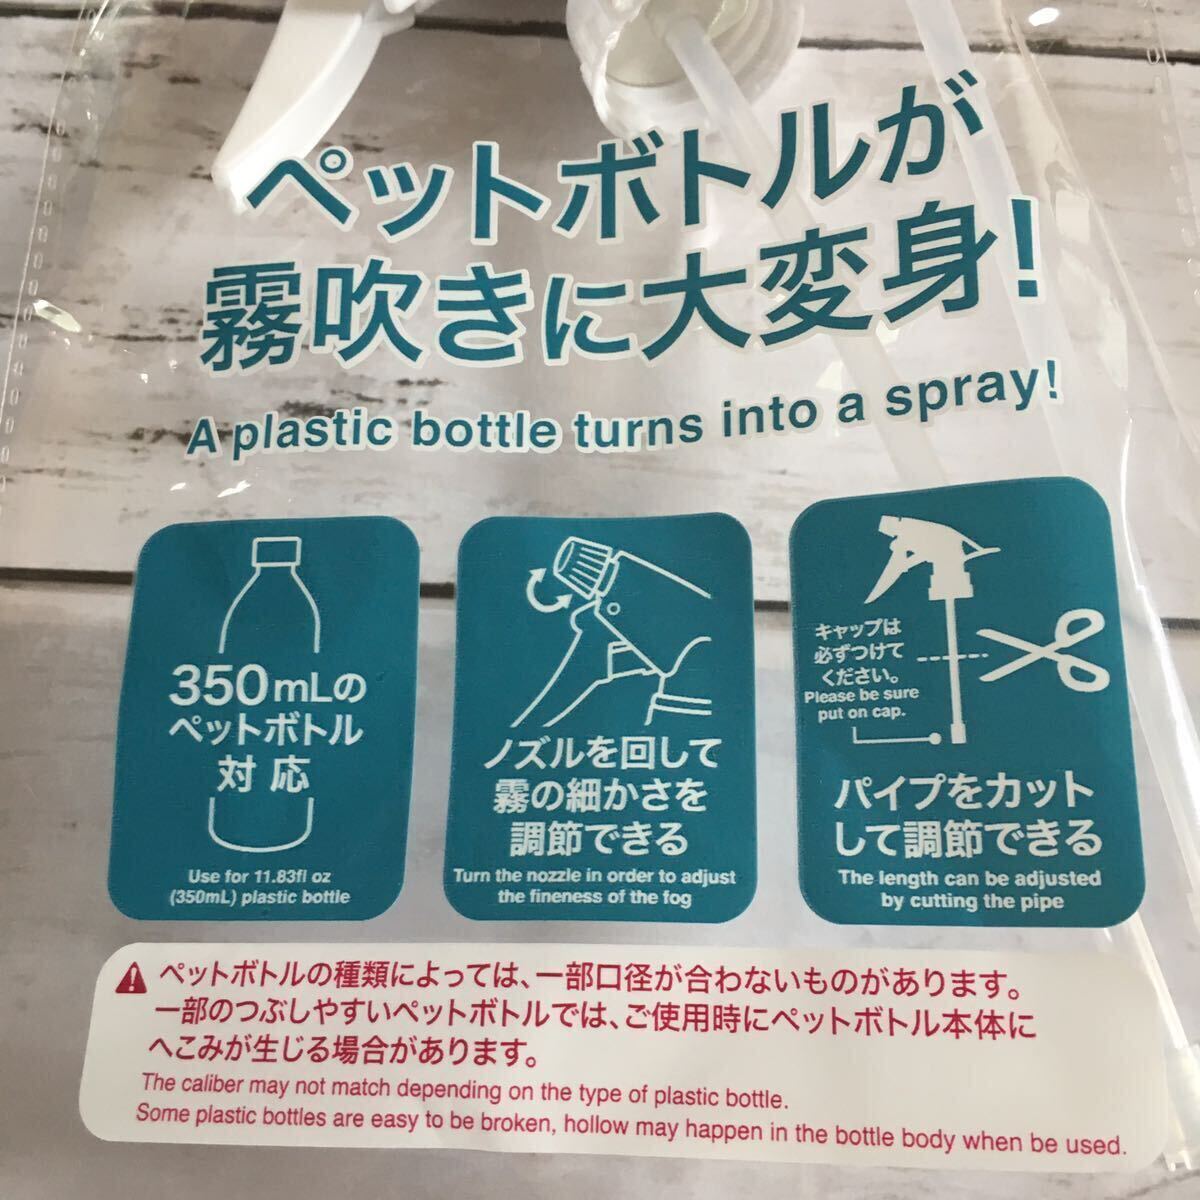 ペットボトルが
霧吹きに大変身!
A plastic bottle turns into a spray!
350mLの
ペットボトル
対応
Use for 11.83fl oz
(350mL) plastic bottle
ノズルを回して
霧の細かさを
調節できる
Turn the nozzle in order to adjust
the fineness of the fog
キャップは
必ずつけて
ください。
Please be sure
put on cap.
パイプをカット
して調節できる
The length can be adjusted
by cutting the pipe
ペットボトルの種類によっては、一部口径が合わないものがあります。
一部のつぶしやすいペットボトルでは、ご使用時にペットボトル本体に
へこみが生じる場合があります。
The caliber may not match depending on the type of plastic bottle.
Some plastic bottles are easy to be broken, hollow may happen in the bottle body when be used.